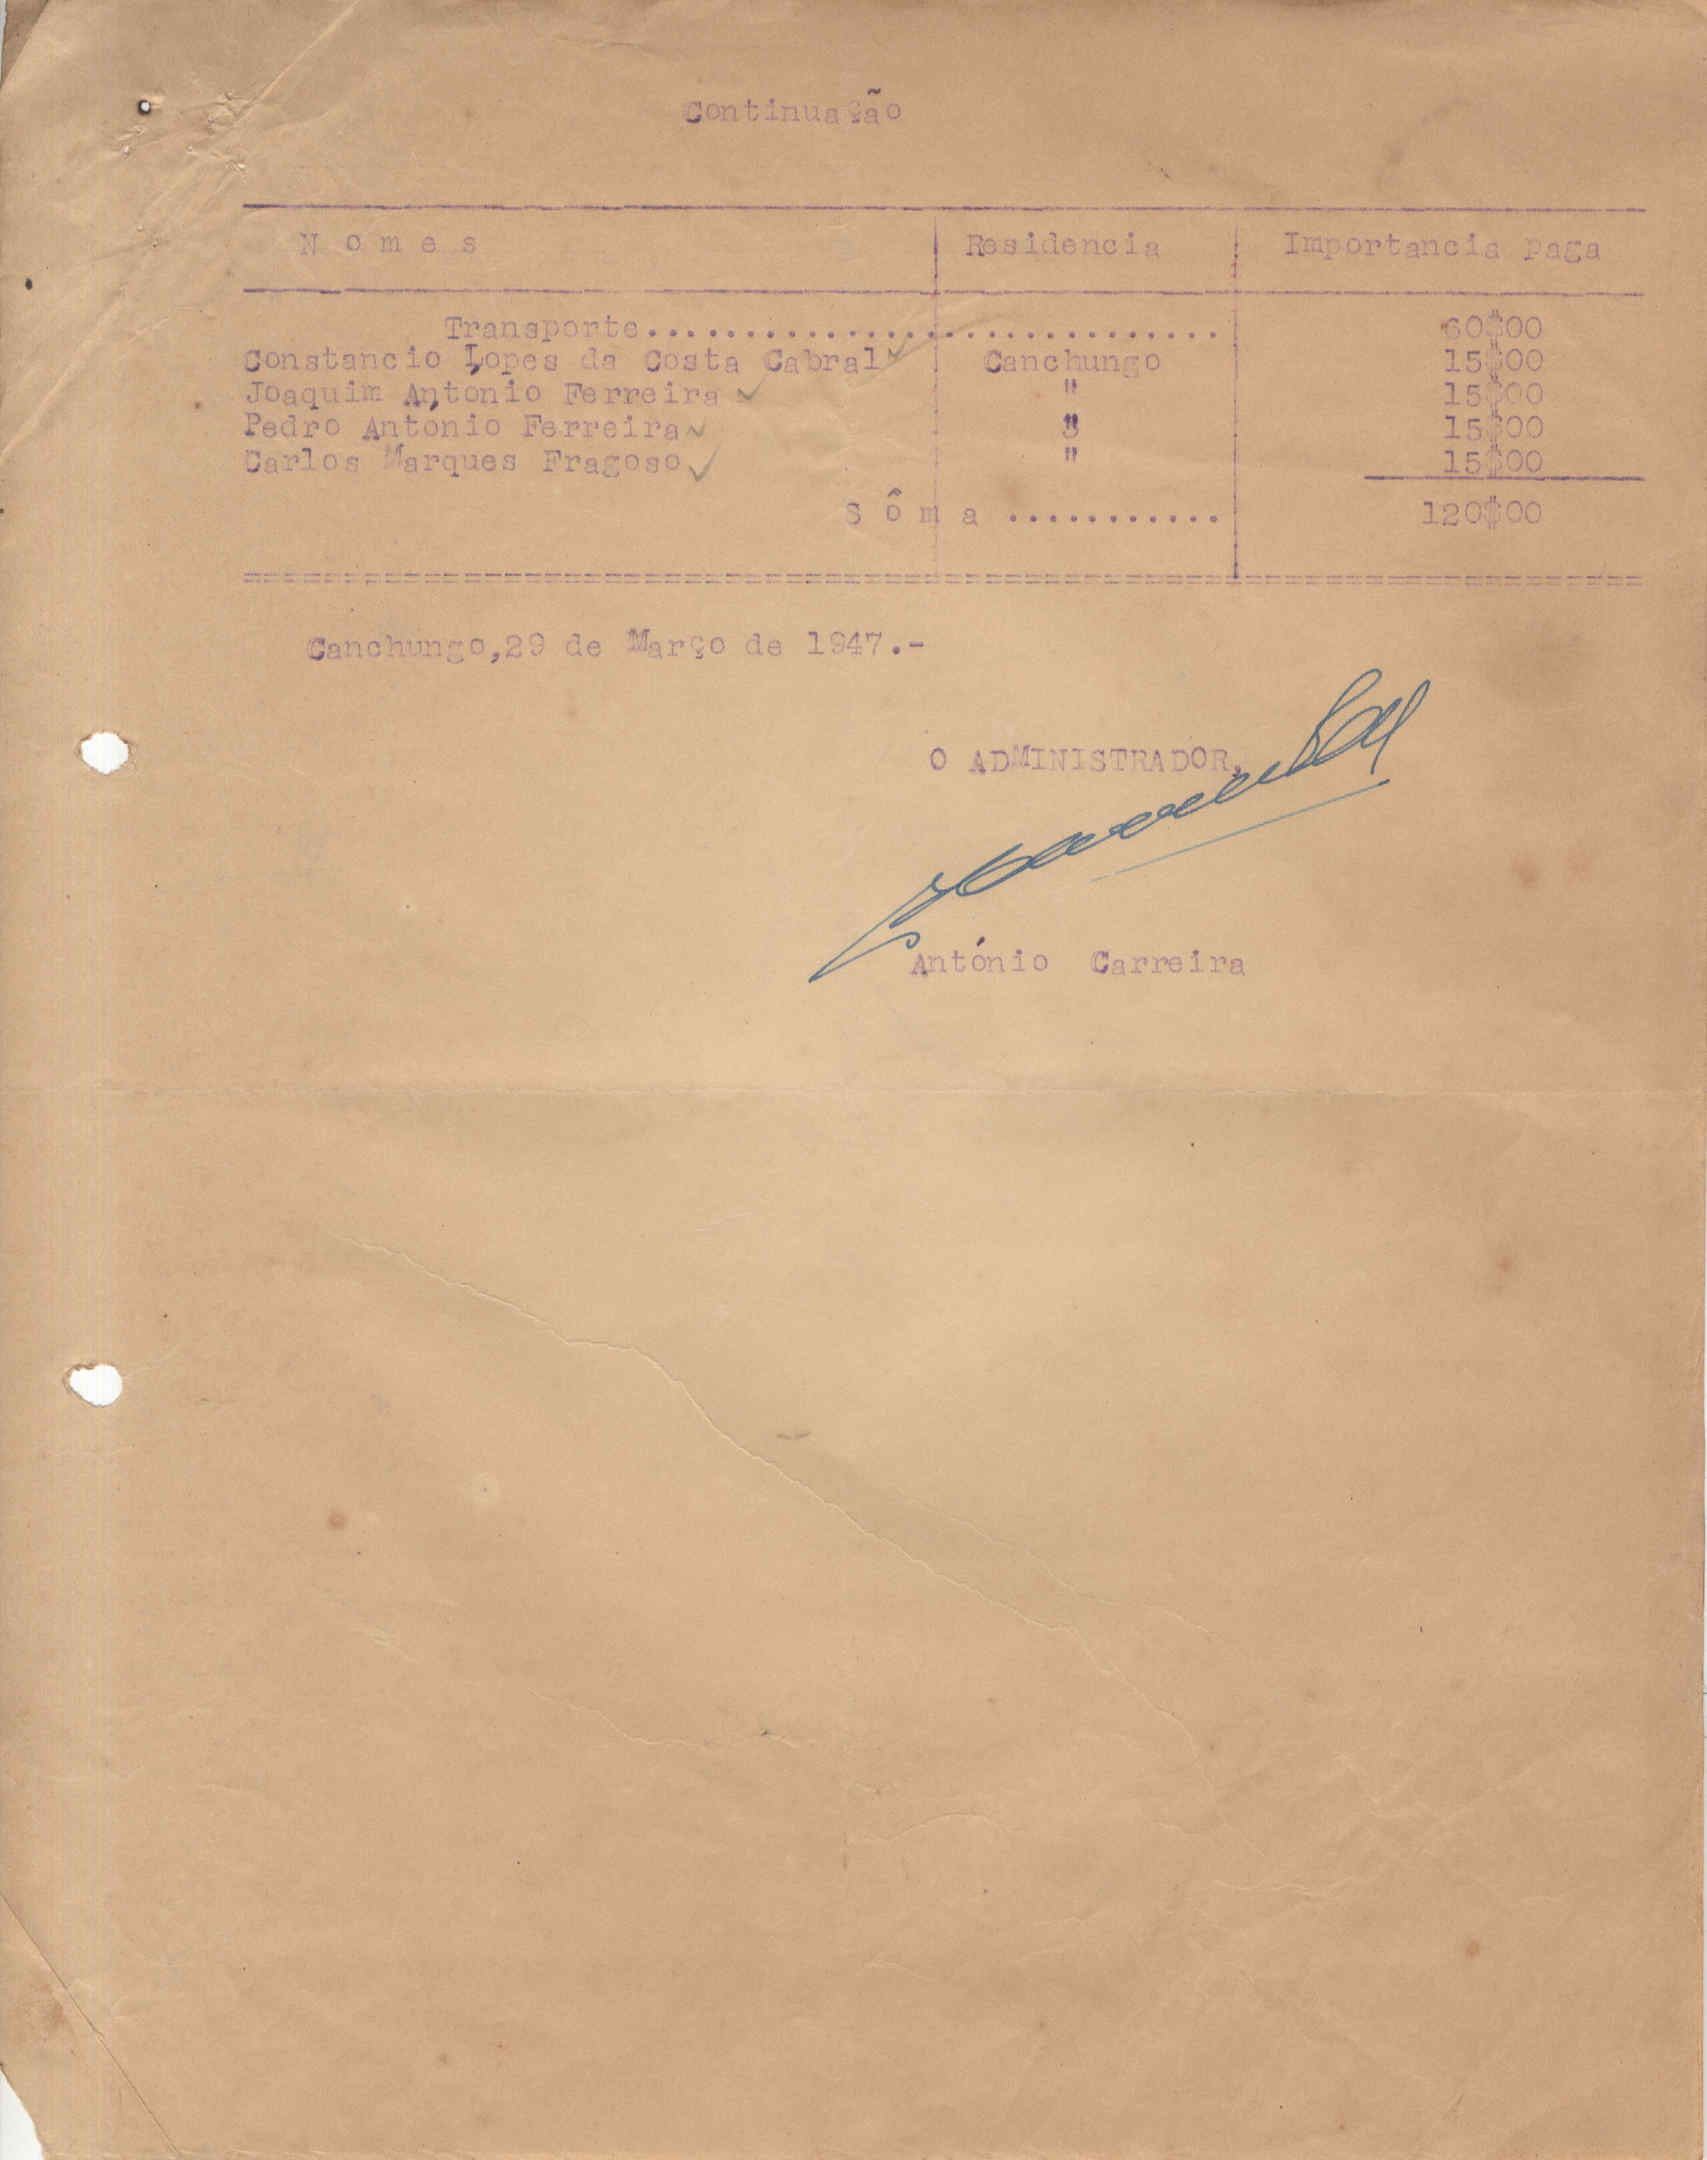 Continuação
N o m e s Residencia Importancia paga
Transporte............................. 60$00
Constancio Lopes da Costa Cabral Canchungo 15$00
Joaquim Antonio Ferreira " 15$00
Pedro Antonio Ferreira " 15$00
Carlos Marques Fragoso " 15$00
S ô m a ........... 120$00
Canchungo,29 de Março de 1947.-
O ADMINISTRADOR,
António Carreira